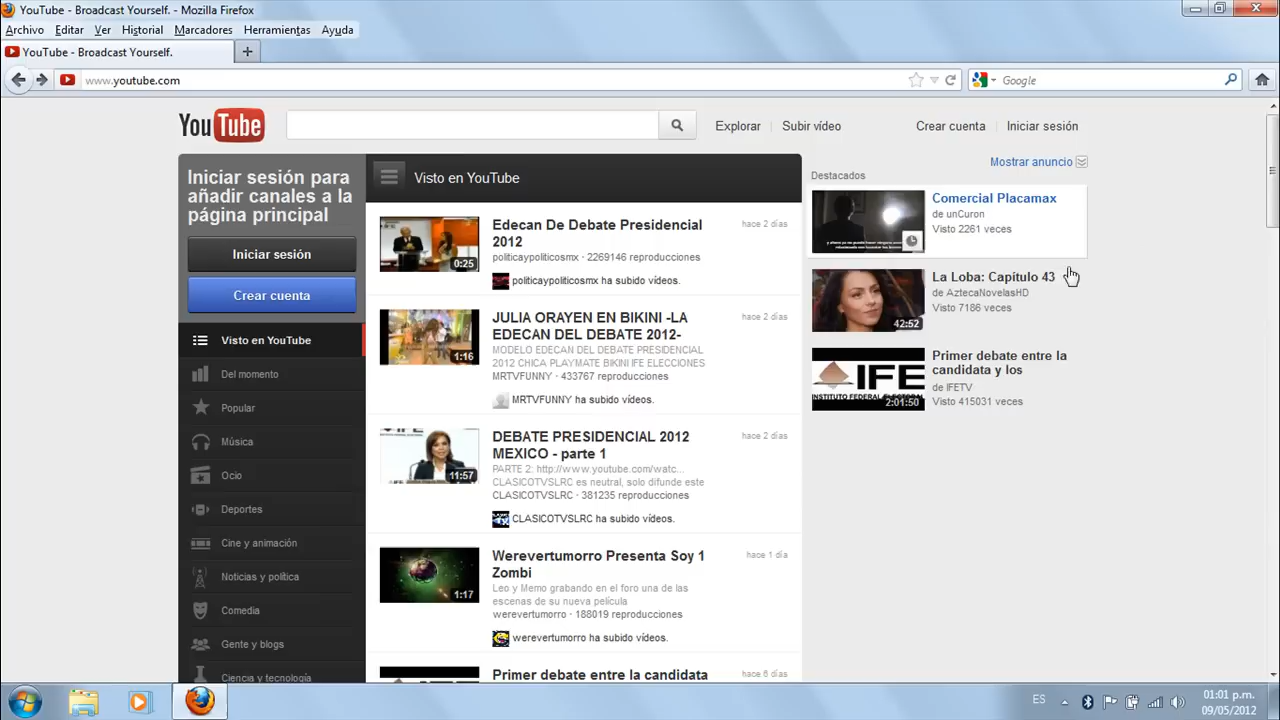 YouTube - Broadcast Yourself. - Mozilla Firefox
Archivo Editar Ver Historial Marcadores Herramientas Ayuda
YouTube - Broadcast Yourself.
www.youtube.com
Google
YouTube
Explorar
Subir vídeo
Crear cuenta
Iniciar sesión
Iniciar sesión para
añadir canales a la
página principal
Iniciar sesión
Crear cuenta
Visto en YouTube
Del momento
Popular
Música
Ocio
Deportes
Cine y animación
Noticias y política
Comedia
Gente y blogs
Ciencia y tecnología
Visto en YouTube
Edecan De Debate Presidencial
2012
hace 2 días
0:25
politicaypoliticosmx · 2269146 reproducciones
politicaypoliticosmx ha subido vídeos.
JULIA ORAYEN EN BIKINI -LA
EDECAN DEL DEBATE 2012-
hace 2 días
MODELO EDECAN DEL DEBATE PRESIDENCIAL
2012 CHICA PLAYMATE BIKINI IFE ELECCIONES
1:16
MRTVFUNNY · 433767 reproducciones
MRTVFUNNY ha subido vídeos.
DEBATE PRESIDENCIAL 2012
MEXICO - parte 1
hace 2 días
PARTE 2: http://www.youtube.com/watc...
CLASICOTVSLRC es neutral, solo difunde este
11:57
CLASICOTVSLRC · 381235 reproducciones
CLASICOTVSLRC ha subido vídeos.
Werevertumorro Presenta Soy 1
Zombi
hace 1 día
Leo y Memo grabando en el foro una de las
escenas de su nueva película
1:17
werevertumorro · 188019 reproducciones
werevertumorro ha subido vídeos.
Primer debate entre la candidata
hace 6 días
Mostrar anuncio
Destacados
Comercial Placamax
de unCuron
Visto 2261 veces
La Loba: Capítulo 43
de AztecaNovelasHD
Visto 7186 veces
42:52
Primer debate entre la
candidata y los
de IFETV
Visto 415031 veces
IFE
INSTITUTO FEDERAL ELECTORAL
2:01:50
ES
01:01 p.m.
09/05/2012